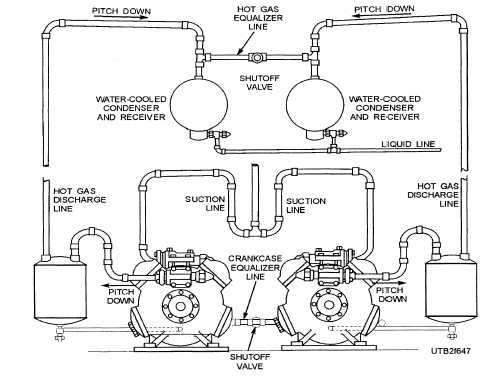 PITCH DOWN
HOT GAS
EQUALIZER
LINE
PITCH DOWN
SHUTOFF
VALVE
WATER-COOLED
CONDENSER
AND RECEIVER
WATER-COOLED
CONDENSER
AND RECEIVER
LIQUID LINE
HOT GAS
DISCHARGE
LINE
SUCTION
LINE
SUCTION
LINE
HOT GAS
DISCHARGE
LINE
CRANKCASE
EQUALIZER
LINE
PITCH
DOWN
PITCH
DOWN
SHUTOFF
VALVE
UTB2f647